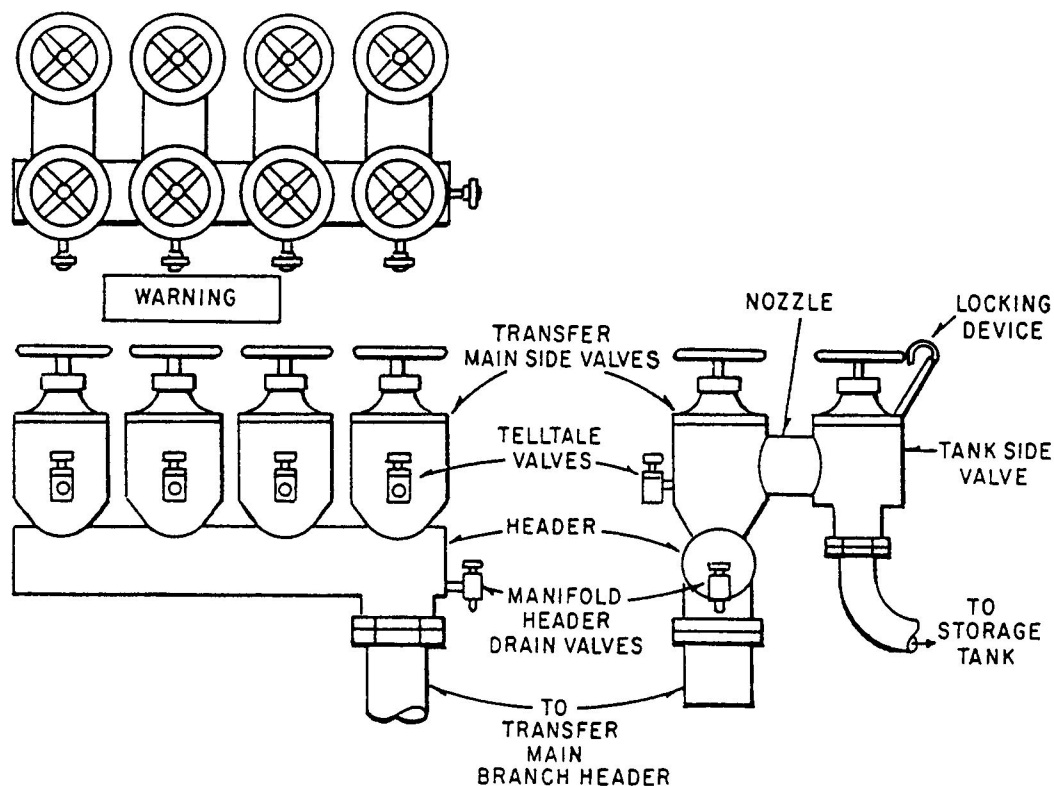 WARNING
TRANSFER
MAIN SIDE VALVES
NOZZLE
LOCKING
DEVICE
TELLTALE
VALVES
TANK SIDE
VALVE
HEADER
MANIFOLD
HEADER
DRAIN VALVES
TO
STORAGE
TANK
TO
TRANSFER
MAIN
BRANCH HEADER